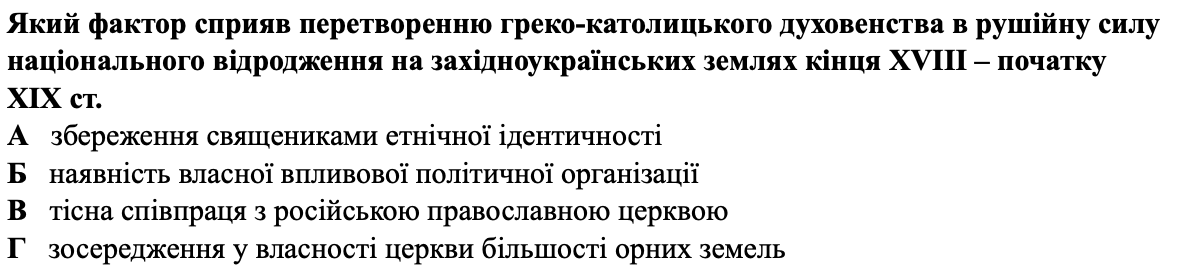 Який фактор сприяв перетворенню греко-католицького духовенства в рушійну силу
національного відродження на західноукраїнських землях кінця XVIII – початку
XIX ст.
А збереження священиками етнічної ідентичності
Б наявність власної впливової політичної організації
В тісна співпраця з російською православною церквою
Г зосередження у власності церкви більшості орних земель